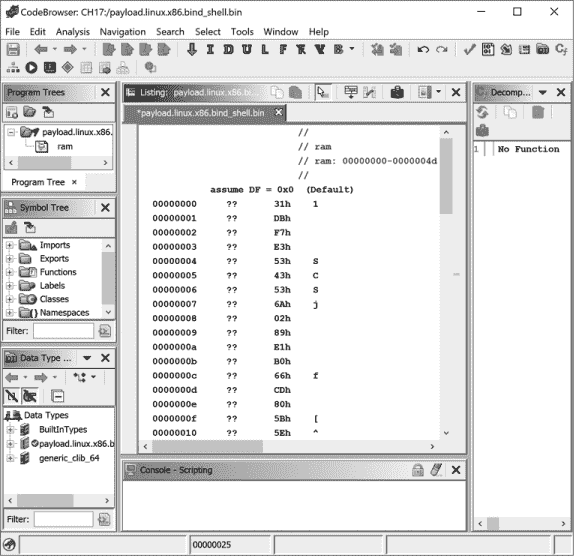 CodeBrowser: CH17:/payload.linux.x86.bind_shell.bin
File Edit Analysis Navigation Search Select Tools Window Help
I D U L F R V B
Program Trees
payload.linux.x86.
ram
Program Tree
Symbol Tree
Imports
Exports
Functions
Labels
Classes
Namespaces
Filter:
Data Type ...
Data Types
BuiltInTypes
payload.linux.x86.b
generic_clib_64
Filter:
Listing: payload.linux.x86.bi...
*payload.linux.x86.bind_shell.bin
//
// ram
// ram: 00000000-0000004d
//
assume DF = 0x0 (Default)
00000000 ?? 31h 1
00000001 ?? DBh
00000002 ?? F7h
00000003 ?? E3h
00000004 ?? 53h S
00000005 ?? 43h C
00000006 ?? 53h S
00000007 ?? 6Ah j
00000008 ?? 02h
00000009 ?? 89h
0000000a ?? E1h
0000000b ?? B0h
0000000c ?? 66h f
0000000d ?? CDh
0000000e ?? 80h
0000000f ?? 5Bh [
00000010 ?? 5Eh ^
Console - Scripting
Decomp...
1 No Function
00000025